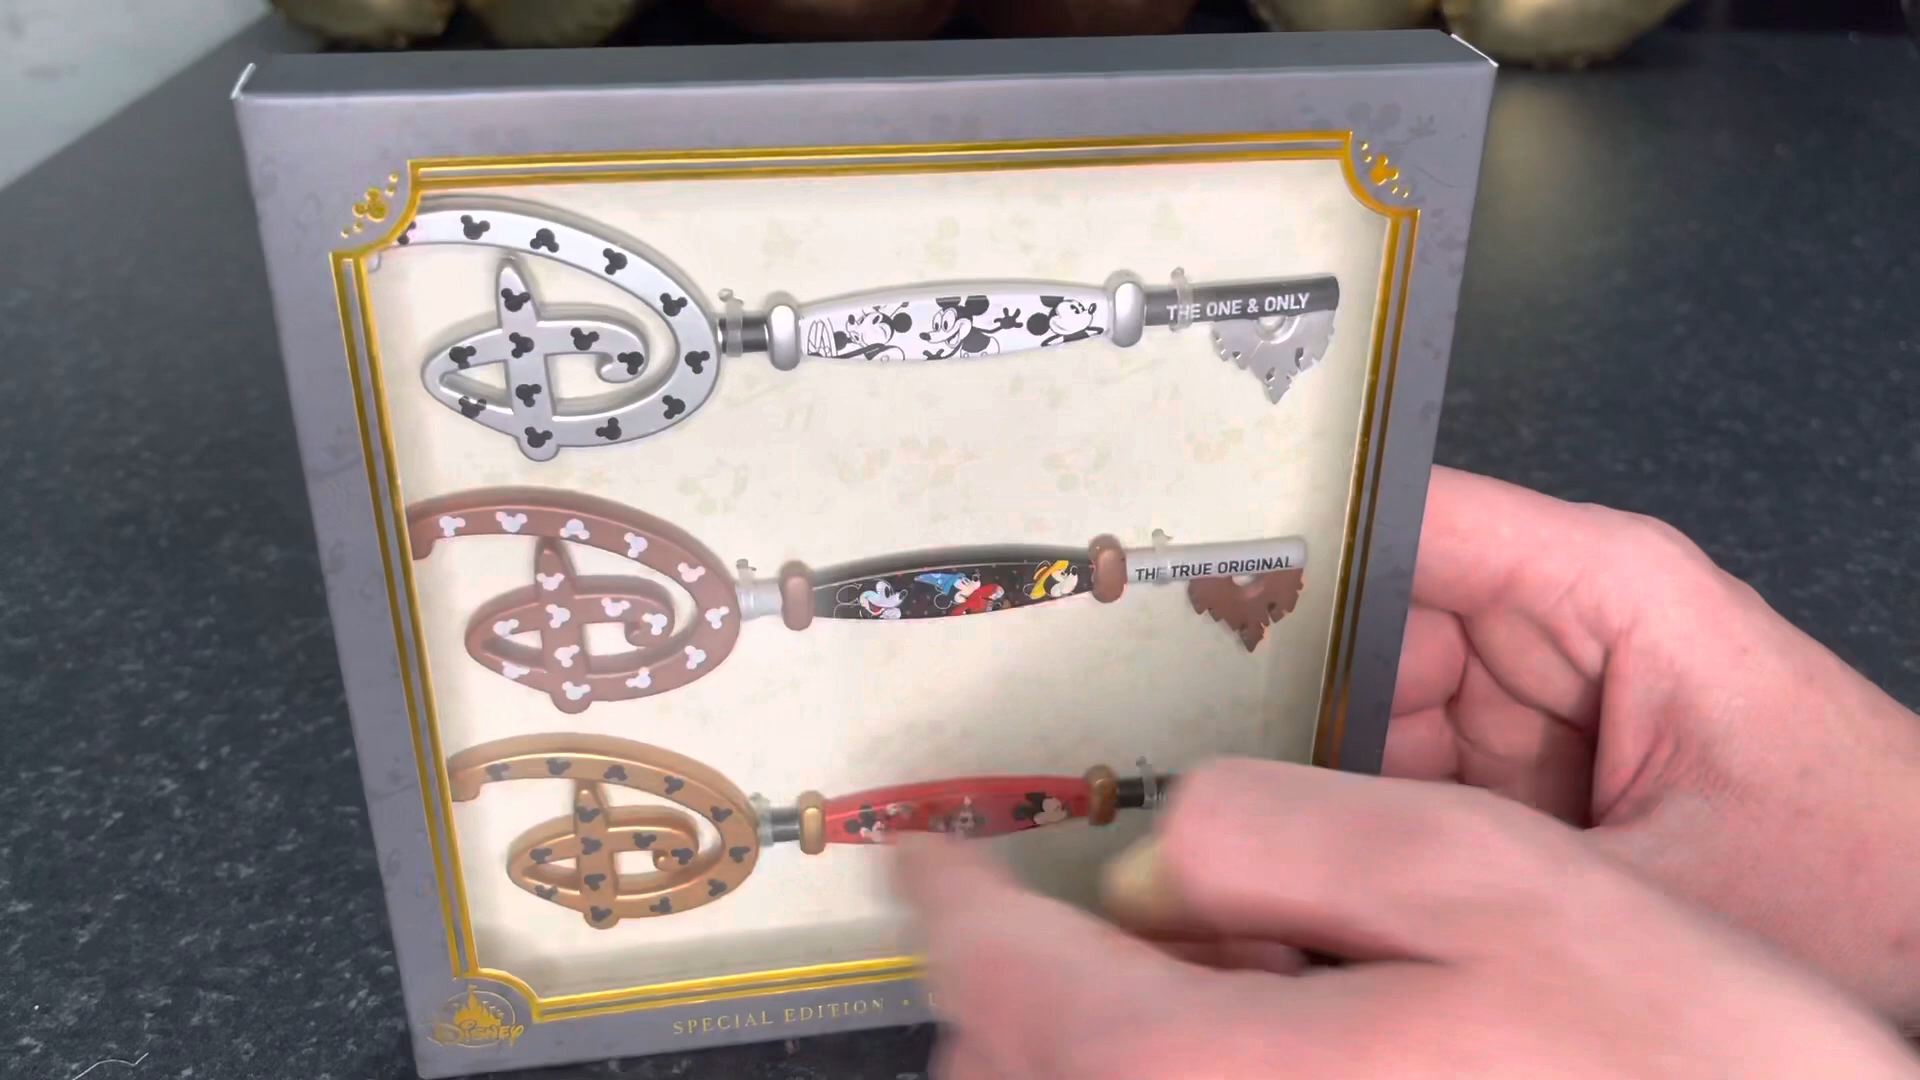 THE ONE & ONLY
THE TRUE ORIGINAL
SPECIAL EDITION •
Disney